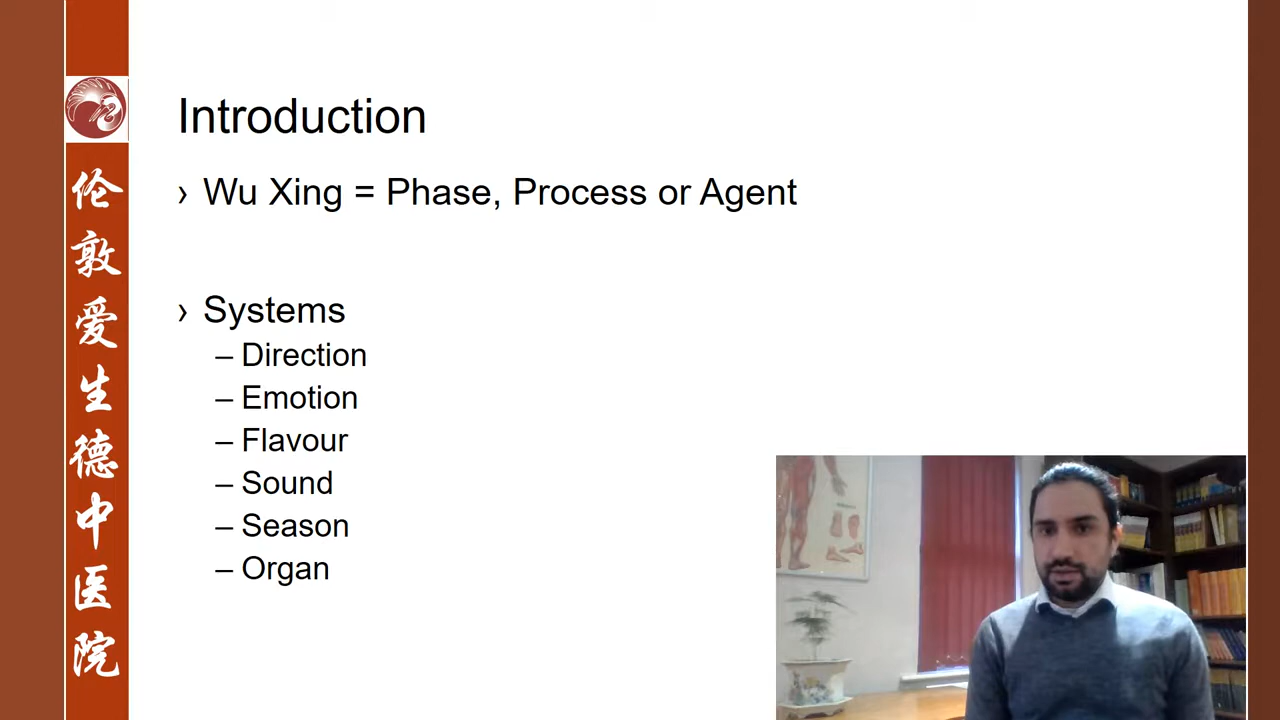 伦敦爱生德中医院
Introduction
› Wu Xing = Phase, Process or Agent
› Systems
– Direction
– Emotion
– Flavour
– Sound
– Season
– Organ